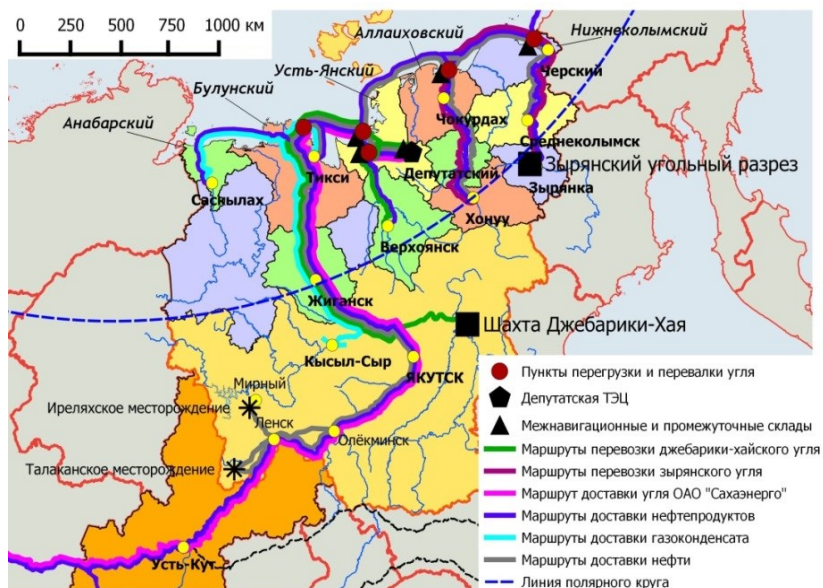 0 250 500 750 1000 км
Аллаиховский
Нижнеколымский
Усть-Янский
Черский
Булунский
Чокурдах
Анабарский
Среднеколымск
Зырянский угольный разрез
Тикси
Депутатский
Зырянка
Саскылах
Хонуу
Верхоянск
Жиганск
Шахта Джебарики-Хая
Кысыл-Сыр
ЯКУТСК
Мирный
Иреляхское месторождение
Ленск
Олёкминск
Талаканское месторождение
Усть-Кут
Пункты перегрузки и перевалки угля
Депутатская ТЭЦ
Межнавигационные и промежуточные склады
Маршруты перевозки джебарики-хайского угля
Маршруты перевозки зырянского угля
Маршрут доставки угля ОАО "Сахаэнерго"
Маршруты доставки нефтепродуктов
Маршруты доставки газоконденсата
Маршруты доставки нефти
Линия полярного круга